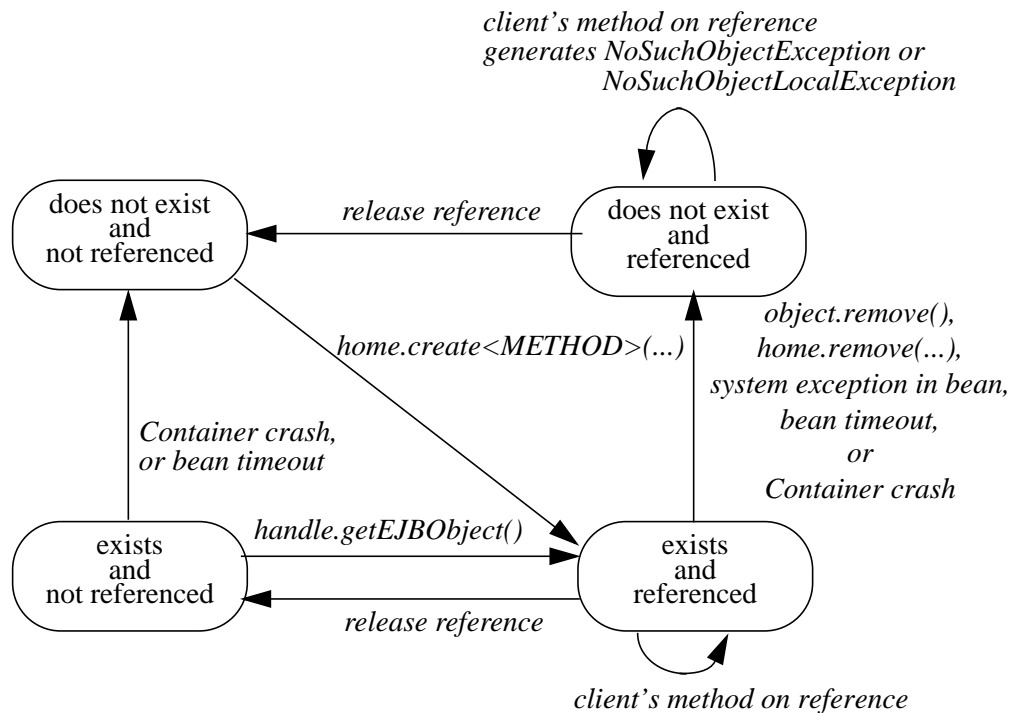 client's method on reference
generates NoSuchObjectException or
NoSuchObjectLocalException
does not exist
and
not referenced
release reference
does not exist
and
referenced
home.create<METHOD>(...)
object.remove(),
home.remove(...),
system exception in bean,
bean timeout,
or
Container crash
Container crash,
or bean timeout
handle.getEJBObject()
exists
and
not referenced
exists
and
referenced
release reference
client's method on reference